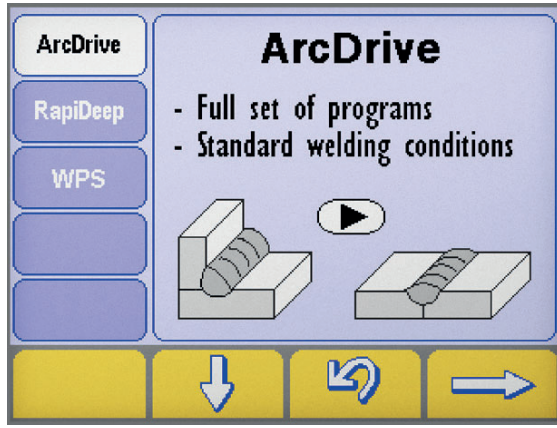 ArcDrive
RapiDeep
WPS
ArcDrive
- Full set of programs
- Standard welding conditions